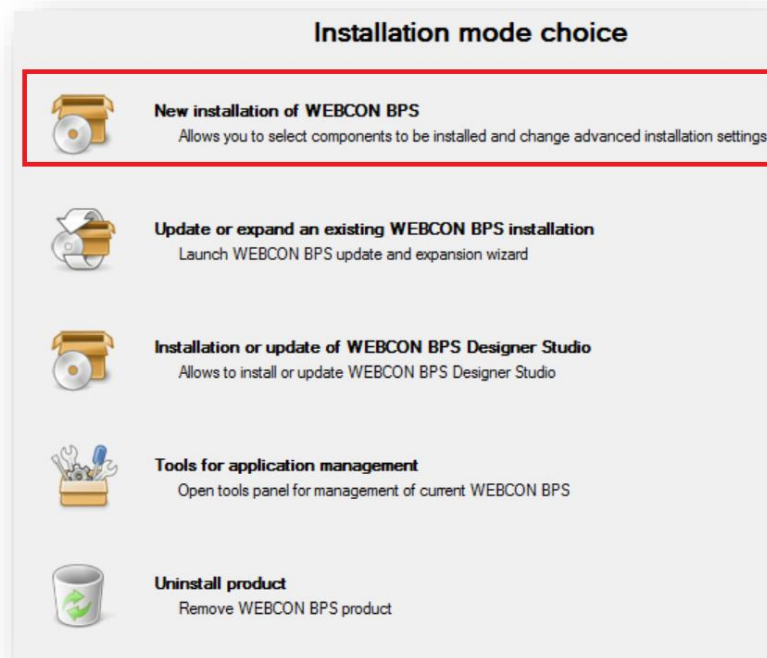 Installation mode choice
New installation of WEBCON BPS
Allows you to select components to be installed and change advanced installation settings
Update or expand an existing WEBCON BPS installation
Launch WEBCON BPS update and expansion wizard
Installation or update of WEBCON BPS Designer Studio
Allows to install or update WEBCON BPS Designer Studio
Tools for application management
Open tools panel for management of current WEBCON BPS
Uninstall product
Remove WEBCON BPS product